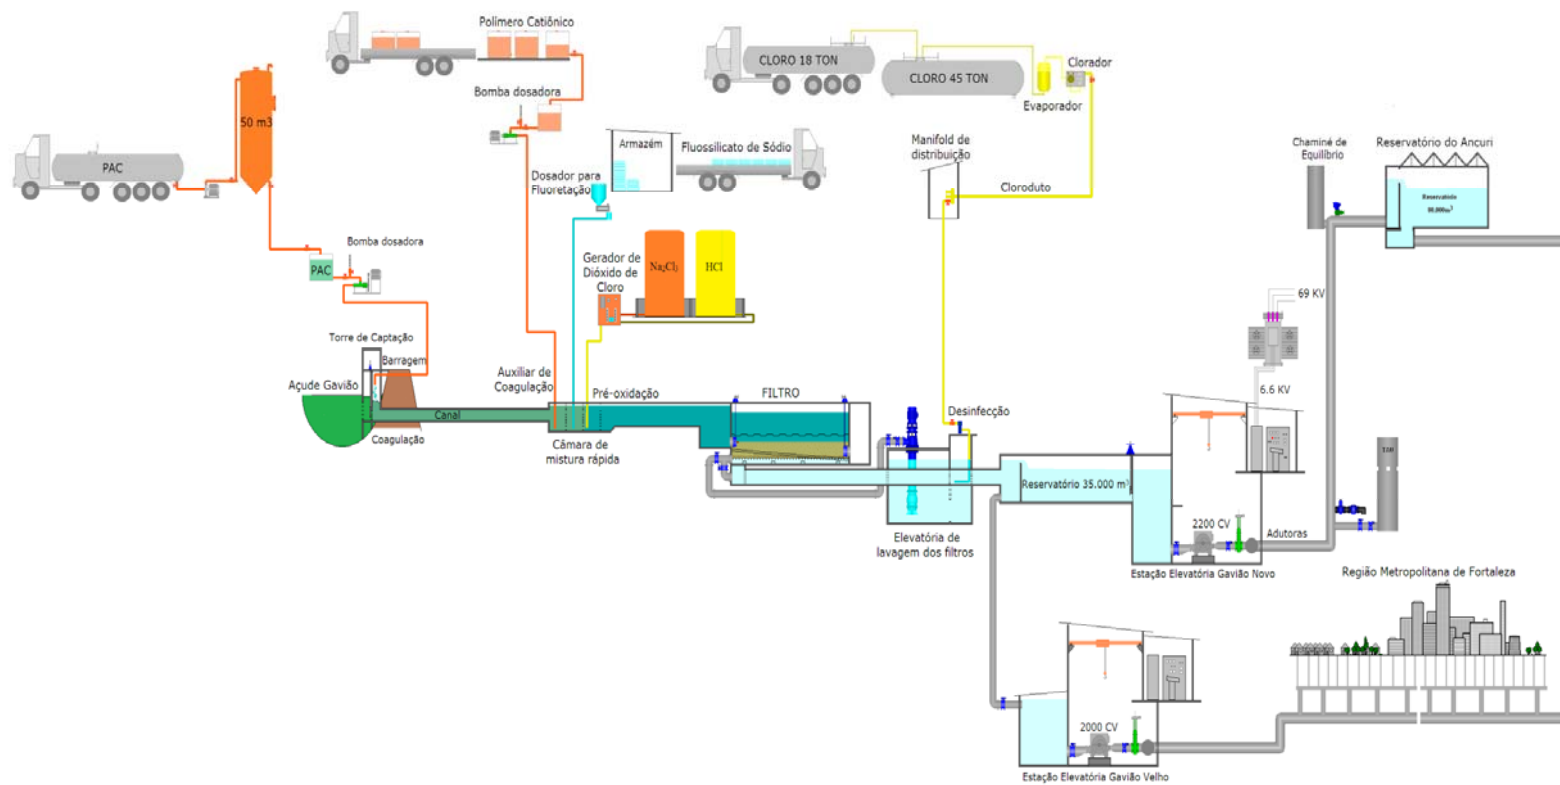 Polímero Catiônico
CLORO 18 TON
CLORO 45 TON
Clorador
Evaporador
Bomba dosadora
50 m3
PAC
Armazém
Fluossilicato de Sódio
Manifold de
distribuição
Cloroduto
Chaminé de
Equilíbrio
Reservatório do Ancuri
Reservatório
80.000m³
Dosador para
Fluoretação
Bomba dosadora
PAC
Gerador de
Dióxido de
Cloro
HCl
69 KV
6.6 KV
Torre de Captação
Barragem
Açude Gavião
Canal
Coagulação
Auxiliar de
Coagulação
Pré-oxidação
FILTRO
Câmara de
mistura rápida
Desinfecção
Reservatório 35.000 m³
Elevatória de
lavagem dos filtros
2200 CV
Adutoras
Estação Elevatória Gavião Novo
Região Metropolitana de Fortaleza
2000 CV
Estação Elevatória Gavião Velho